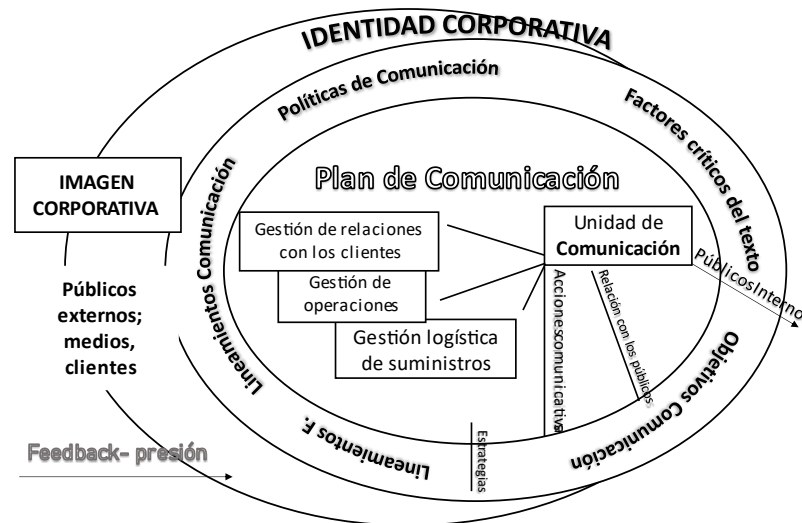 IDENTIDAD CORPORATIVA
Políticas de Comunicación
Factores críticos del texto
IMAGEN
CORPORATIVA
Lineamientos Comunicación
Plan de Comunicación
Gestión de relaciones
con los clientes
Gestión de
operaciones
Gestión logística
de suministros
Unidad de
Comunicación
PúblicosInterno
Accionescomunicativa
Relación con los públicos
Públicos
externos;
medios,
clientes
Objetivos Comunicación
Lineamientos F.
Estrategias
Feedback- presión